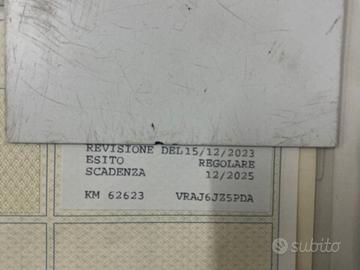 REVISIONE DEL15/12/2023
ESITO REGOLARE
SCADENZA 12/2025
KM 62623 VRAJ6JZ5PDA
subito